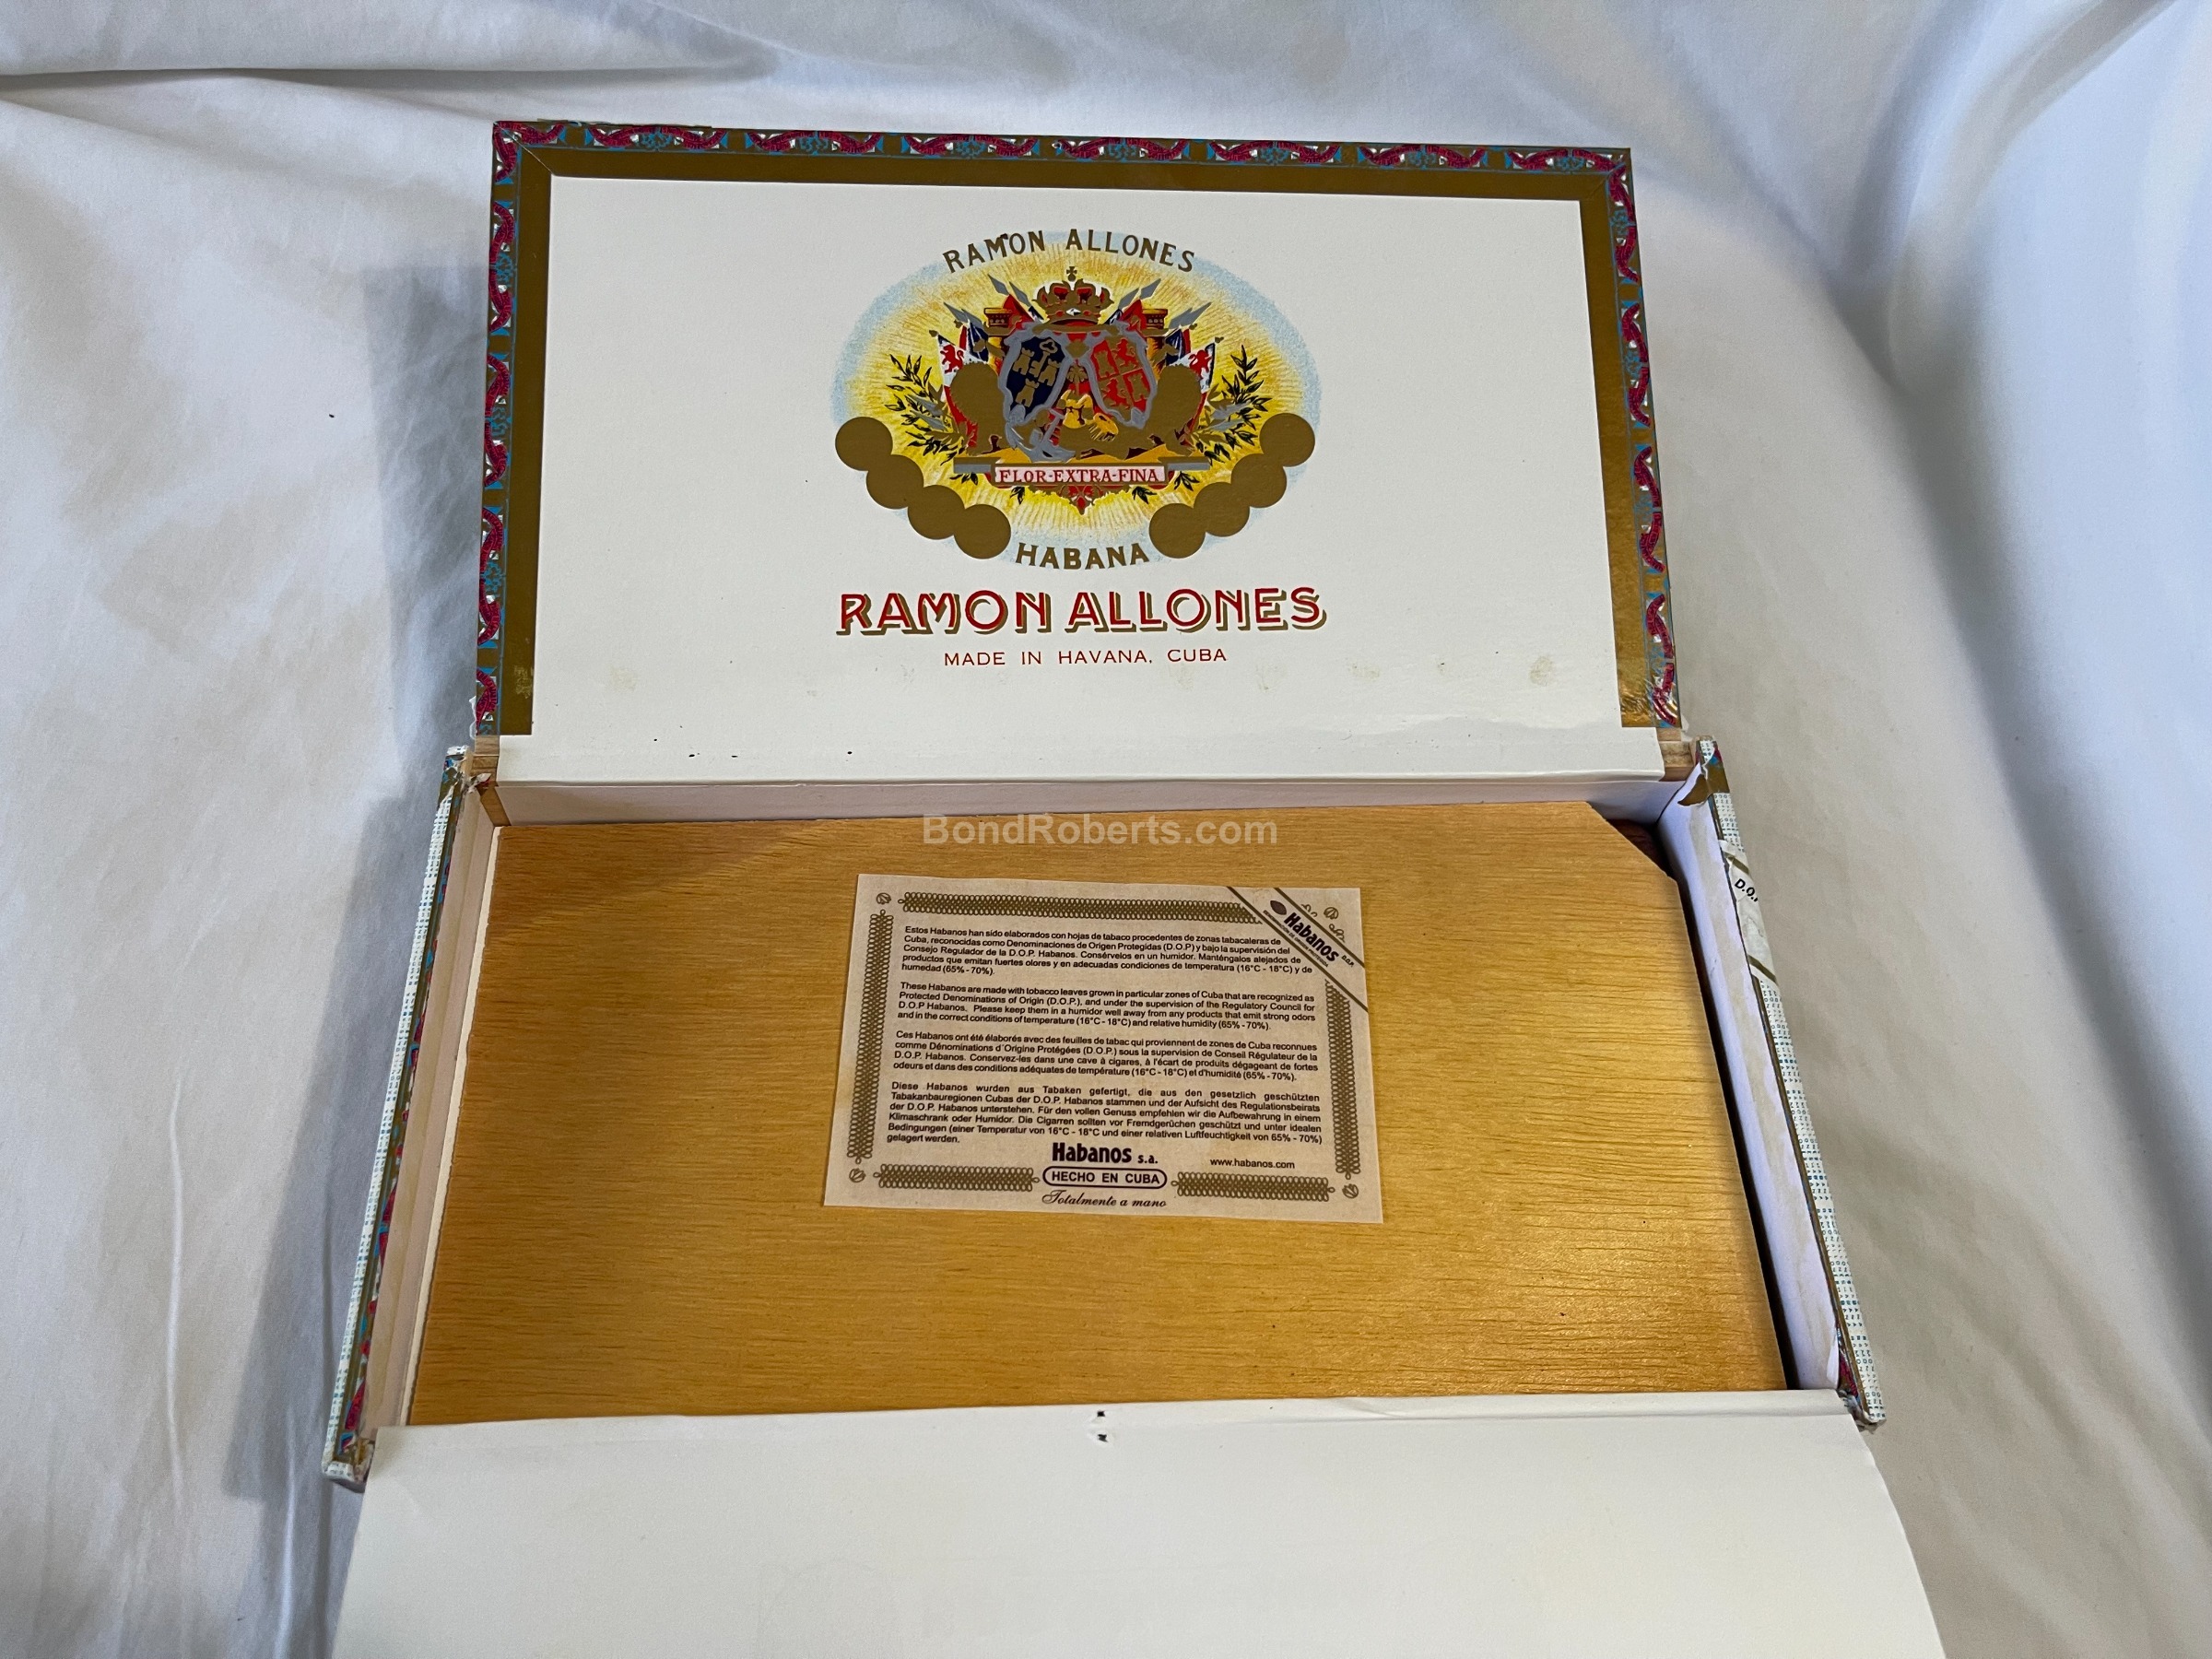 RAMON ALLONES
FLOR-EXTRA-FINA
HABANA
RAMON ALLONES
MADE IN HAVANA, CUBA
BondRoberts.com
D.O.
Habanos s.a.
Estos Habanos han sido elaborados con hojas de tabaco procedentes de zonas tabacaleras de
Cuba, reconocidas como Denominaciones de Origen Protegidas (D.O.P) y bajo la supervisión del
Consejo Regulador de la D.O.P. Habanos. Consérvelos en un humidor. Manténgalos alejados de
productos que emitan fuertes olores y en adecuadas condiciones de temperatura (16°C - 18°C) y de
humedad (65% - 70%).
These Habanos are made with tobacco leaves grown in particular zones of Cuba that are recognized as
Protected Denominations of Origin (D.O.P.), and under the supervision of the Regulatory Council for
D.O.P Habanos. Please keep them in a humidor well away from any products that emit strong odors
and in the correct conditions of temperature (16°C - 18°C) and relative humidity (65% - 70%).
Ces Habanos ont été élaborés avec des feuilles de tabac qui proviennent de zones de Cuba reconnues
comme Dénominations d'Origine Protégées (D.O.P.) sous la supervision de Conseil Régulateur de la
D.O.P. Habanos. Conservez-les dans une cave à cigares, à l'écart de produits dégageant de fortes
odeurs et dans des conditions adéquates de température (16°C - 18°C) et d'humidité (65% - 70%).
Diese Habanos wurden aus Tabaken gefertigt, die aus den gesetzlich geschützten
Tabakanbauregionen Cubas der D.O.P. Habanos stammen und der Aufsicht des Regulationsbeirats
der D.O.P. Habanos unterstehen. Für den vollen Genuss empfehlen wir die Aufbewahrung in einem
Klimaschrank oder Humidor. Die Cigarren sollten vor Fremdgerüchen geschützt und unter idealen
Bedingungen (einer Temperatur von 16°C - 18°C und einer relativen Luftfeuchtigkeit von 65% - 70%)
gelagert werden.
Habanos s.a.
www.habanos.com
HECHO EN CUBA
Totalmente a mano